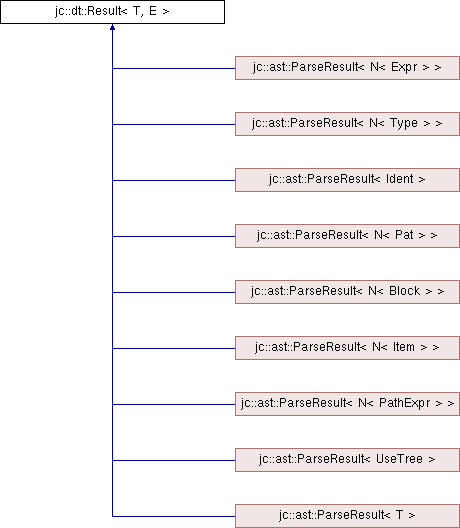 jc::dt::Result< T, E >
jc::ast::ParseResult< N< Expr > >
jc::ast::ParseResult< N< Type > >
jc::ast::ParseResult< Ident >
jc::ast::ParseResult< N< Pat > >
jc::ast::ParseResult< N< Block > >
jc::ast::ParseResult< N< Item > >
jc::ast::ParseResult< N< PathExpr > >
jc::ast::ParseResult< UseTree >
jc::ast::ParseResult< T >